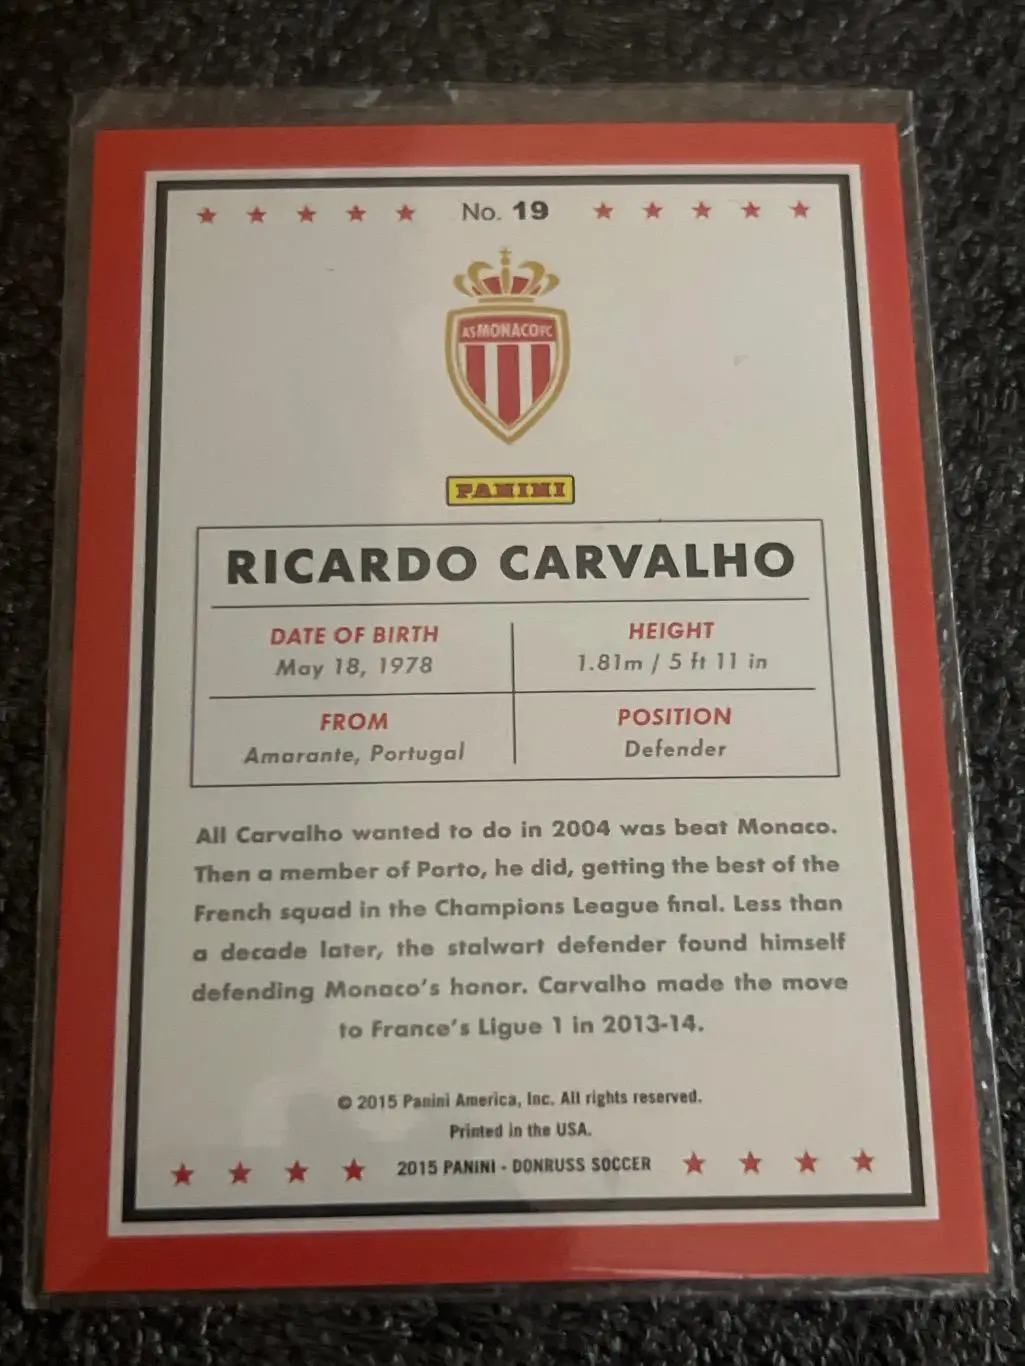 No. 19
AS MONACO FC
PANINI
RICARDO CARVALHO
DATE OF BIRTH
May 18, 1978
HEIGHT
1.81m / 5 ft 11 in
FROM
Amarante, Portugal
POSITION
Defender
All Carvalho wanted to do in 2004 was beat Monaco.
Then a member of Porto, he did, getting the best of the
French squad in the Champions League final. Less than
a decade later, the stalwart defender found himself
defending Monaco's honor. Carvalho made the move
to France's Ligue 1 in 2013-14.
© 2015 Panini America, Inc. All rights reserved.
Printed in the USA.
2015 PANINI - DONRUSS SOCCER